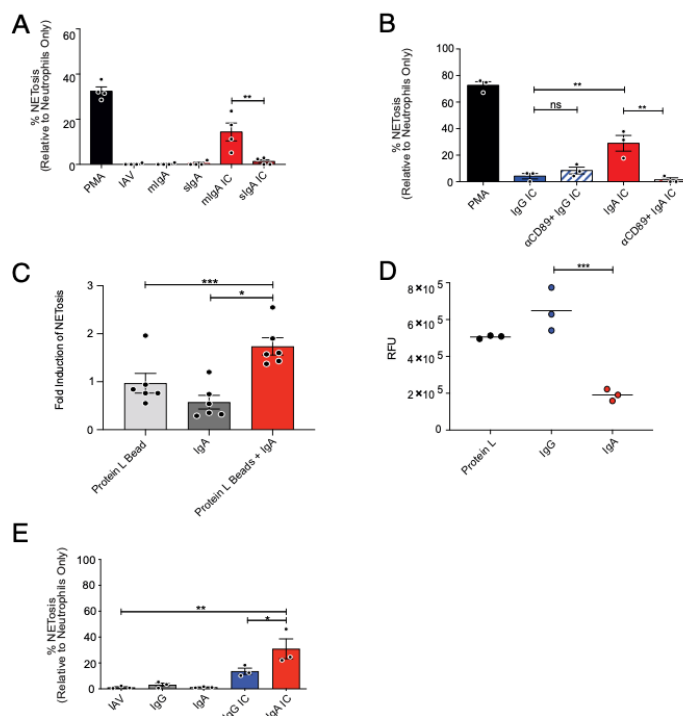 A
% NETosis
(Relative to Neutrophils Only)
60
40
20
0
**
PMA
IAV
mIgA
sIgA
mIgA IC
sIgA IC
B
% NETosis
(Relative to Neutrophils Only)
100
80
60
40
20
0
**
ns
**
PMA
IgG IC
αCD89+ IgG IC
IgA IC
αCD89+ IgA IC
C
Fold Induction of NETosis
3
2
1
0
***
*
Protein L Bead
IgA
Protein L Beads + IgA
D
RFU
8×10 5
6×10 5
4×10 5
2×10 5
0
***
Protein L
IgG
IgA
E
% NETosis
(Relative to Neutrophils Only)
100
80
60
40
20
0
**
*
IAV
IgG
IgA
IgG IC
IgA IC